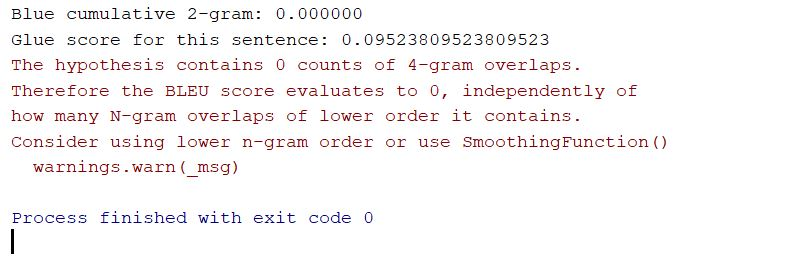 Blue cumulative 2-gram: 0.000000
Glue score for this sentence: 0.09523809523809523
The hypothesis contains 0 counts of 4-gram overlaps.
Therefore the BLEU score evaluates to 0, independently of
how many N-gram overlaps of lower order it contains.
Consider using lower n-gram order or use SmoothingFunction()
  warnings.warn(_msg)
Process finished with exit code 0